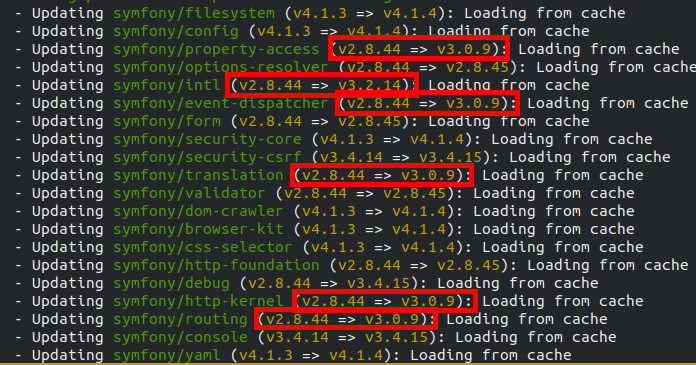 - Updating symfony/filesystem (v4.1.3 => v4.1.4): Loading from cache
- Updating symfony/config (v4.1.3 => v4.1.4): Loading from cache
- Updating symfony/property-access (v2.8.44 => v3.0.9): Loading from cache
- Updating symfony/options-resolver (v2.8.44 => v2.8.45): Loading from cache
- Updating symfony/intl (v2.8.44 => v3.2.14): Loading from cache
- Updating symfony/event-dispatcher (v2.8.44 => v3.0.9): Loading from cache
- Updating symfony/form (v2.8.44 => v2.8.45): Loading from cache
- Updating symfony/security-core (v4.1.3 => v4.1.4): Loading from cache
- Updating symfony/security-csrf (v3.4.14 => v3.4.15): Loading from cache
- Updating symfony/translation (v2.8.44 => v3.0.9): Loading from cache
- Updating symfony/validator (v2.8.44 => v2.8.45): Loading from cache
- Updating symfony/dom-crawler (v4.1.3 => v4.1.4): Loading from cache
- Updating symfony/browser-kit (v4.1.3 => v4.1.4): Loading from cache
- Updating symfony/css-selector (v4.1.3 => v4.1.4): Loading from cache
- Updating symfony/http-foundation (v2.8.44 => v2.8.45): Loading from cache
- Updating symfony/debug (v3.4.14 => v3.4.15): Loading from cache
- Updating symfony/http-kernel (v2.8.44 => v3.0.9): Loading from cache
- Updating symfony/routing (v2.8.44 => v3.0.9): Loading from cache
- Updating symfony/console (v3.4.14 => v3.4.15): Loading from cache
- Updating symfony/yaml (v4.1.3 => v4.1.4): Loading from cache